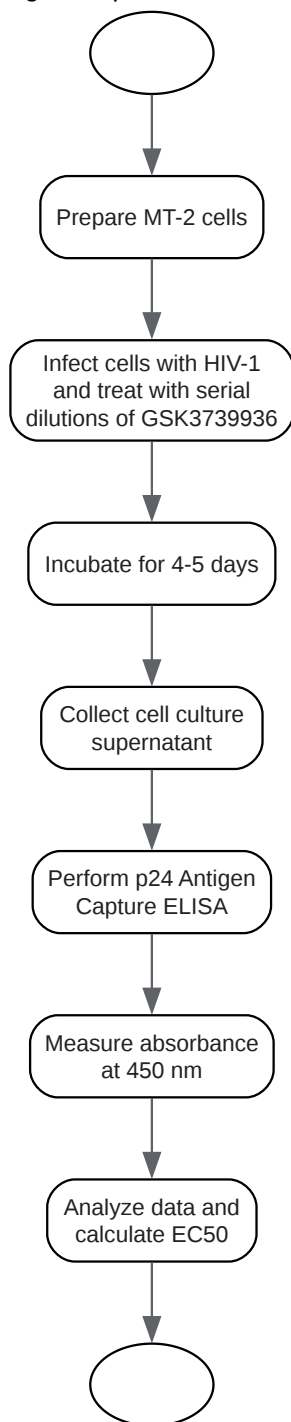 Prepare MT-2 cells
Infect cells with HIV-1
and treat with serial
dilutions of GSK3739936
Incubate for 4-5 days
Collect cell culture
supernatant
Perform p24 Antigen
Capture ELISA
Measure absorbance
at 450 nm
Analyze data and
calculate EC50